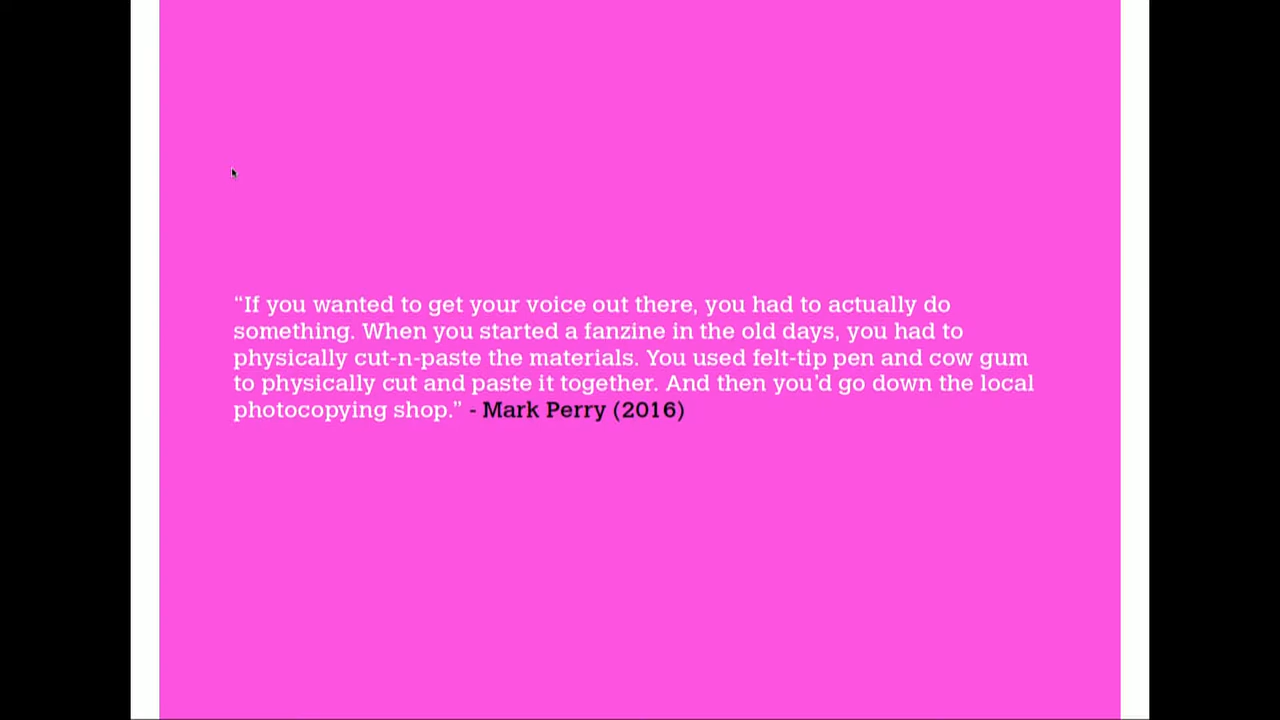 “If you wanted to get your voice out there, you had to actually do
something. When you started a fanzine in the old days, you had to
physically cut-n-paste the materials. You used felt-tip pen and cow gum
to physically cut and paste it together. And then you’d go down the local
photocopying shop.” - Mark Perry (2016)